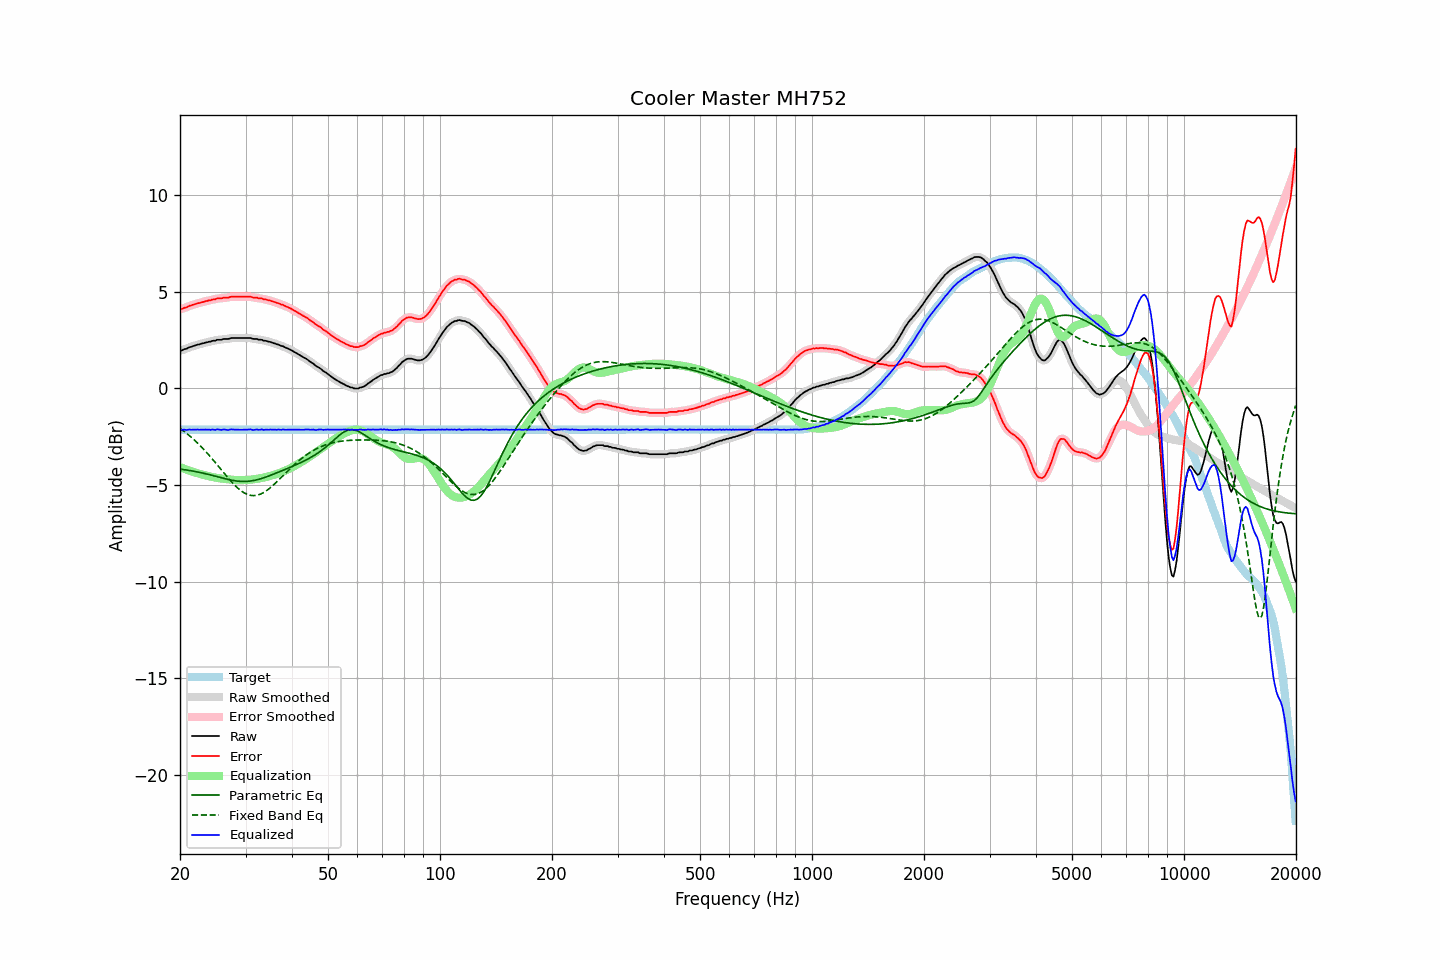 Cooler Master MH752
Amplitude (dBr)
10
5
0
−5
−10
−15
−20
Target
Raw Smoothed
Error Smoothed
Raw
Error
Equalization
Parametric Eq
Fixed Band Eq
Equalized
20 50 100 200 500 1000 2000 5000 10000 20000
Frequency (Hz)